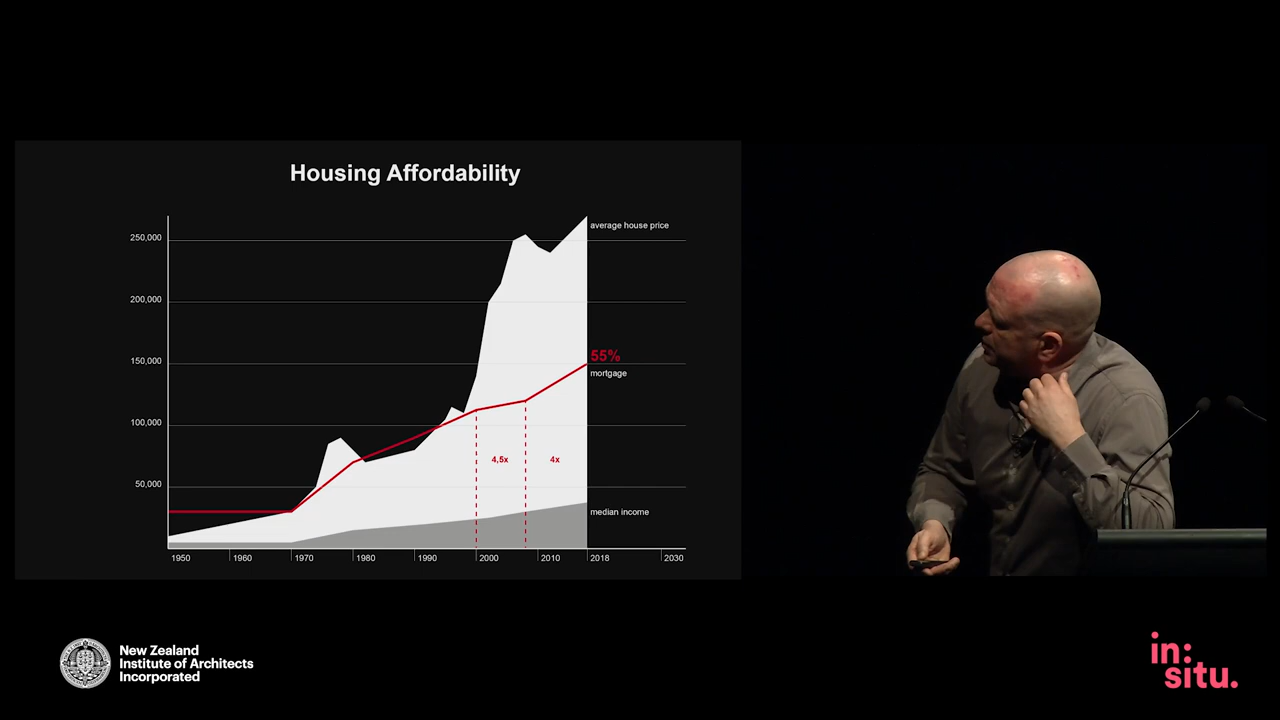 Housing Affordability
250,000
200,000
150,000
100,000
50,000
average house price
55%
mortgage
4,5x
4x
median income
1950
1960
1970
1980
1990
2000
2010
2018
2030
New Zealand
Institute of Architects
Incorporated
in:
situ.